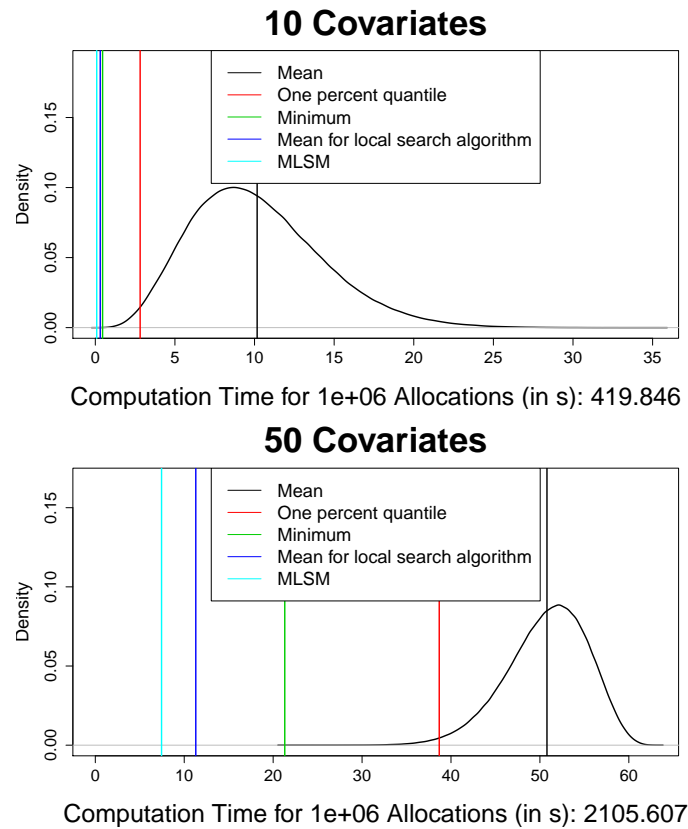 10 Covariates
Mean
One percent quantile
Minimum
Mean for local search algorithm
MLSM
Density
0.00
0.05
0.10
0.15
0 5 10 15 20 25 30 35
Computation Time for 1e+06 Allocations (in s): 419.846
50 Covariates
Mean
One percent quantile
Minimum
Mean for local search algorithm
MLSM
Density
0.00
0.05
0.10
0.15
0 10 20 30 40 50 60
Computation Time for 1e+06 Allocations (in s): 2105.607